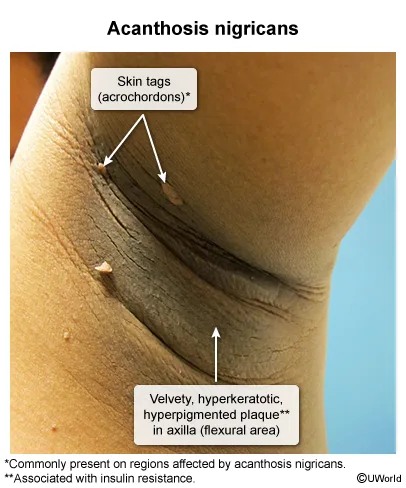 Acanthosis nigricans
Skin tags
(acrochordons)*
Velvety, hyperkeratotic,
hyperpigmented plaque**
in axilla (flexural area)
*Commonly present on regions affected by acanthosis nigricans.
**Associated with insulin resistance.
©UWorld